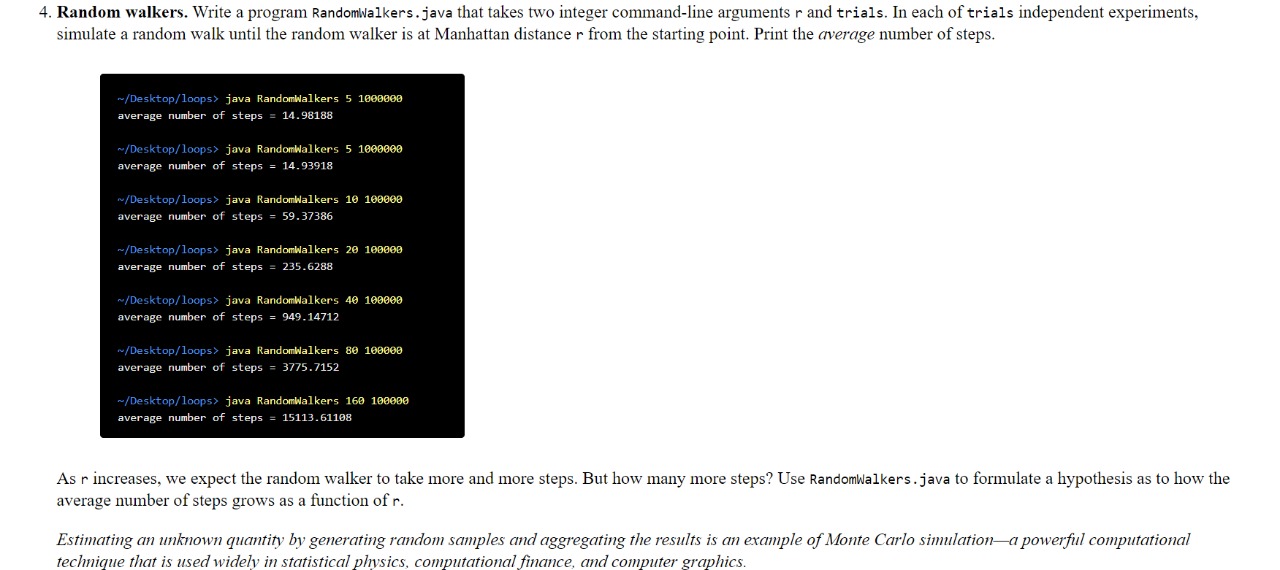 4. Random walkers. Write a program RandomWalkers.java that takes two integer command-line arguments r and trials. In each of trials independent experiments,
simulate a random walk until the random walker is at Manhattan distance r from the starting point. Print the average number of steps.
~/Desktop/loops> java RandomWalkers 5 1000000
average number of steps = 14.98188
~/Desktop/loops> java RandomWalkers 5 1000000
average number of steps = 14.93918
~/Desktop/loops> java RandomWalkers 10 100000
average number of steps = 59.37386
~/Desktop/loops> java RandomWalkers 20 100000
average number of steps = 235.6288
~/Desktop/loops> java RandomWalkers 40 100000
average number of steps = 949.14712
~/Desktop/loops> java RandomWalkers 80 100000
average number of steps = 3775.7152
~/Desktop/loops> java RandomWalkers 160 100000
average number of steps = 15113.61108
As r increases, we expect the random walker to take more and more steps. But how many more steps? Use RandomWalkers.java to formulate a hypothesis as to how the
average number of steps grows as a function of r.
Estimating an unknown quantity by generating random samples and aggregating the results is an example of Monte Carlo simulation—a powerful computational
technique that is used widely in statistical physics, computational finance, and computer graphics.